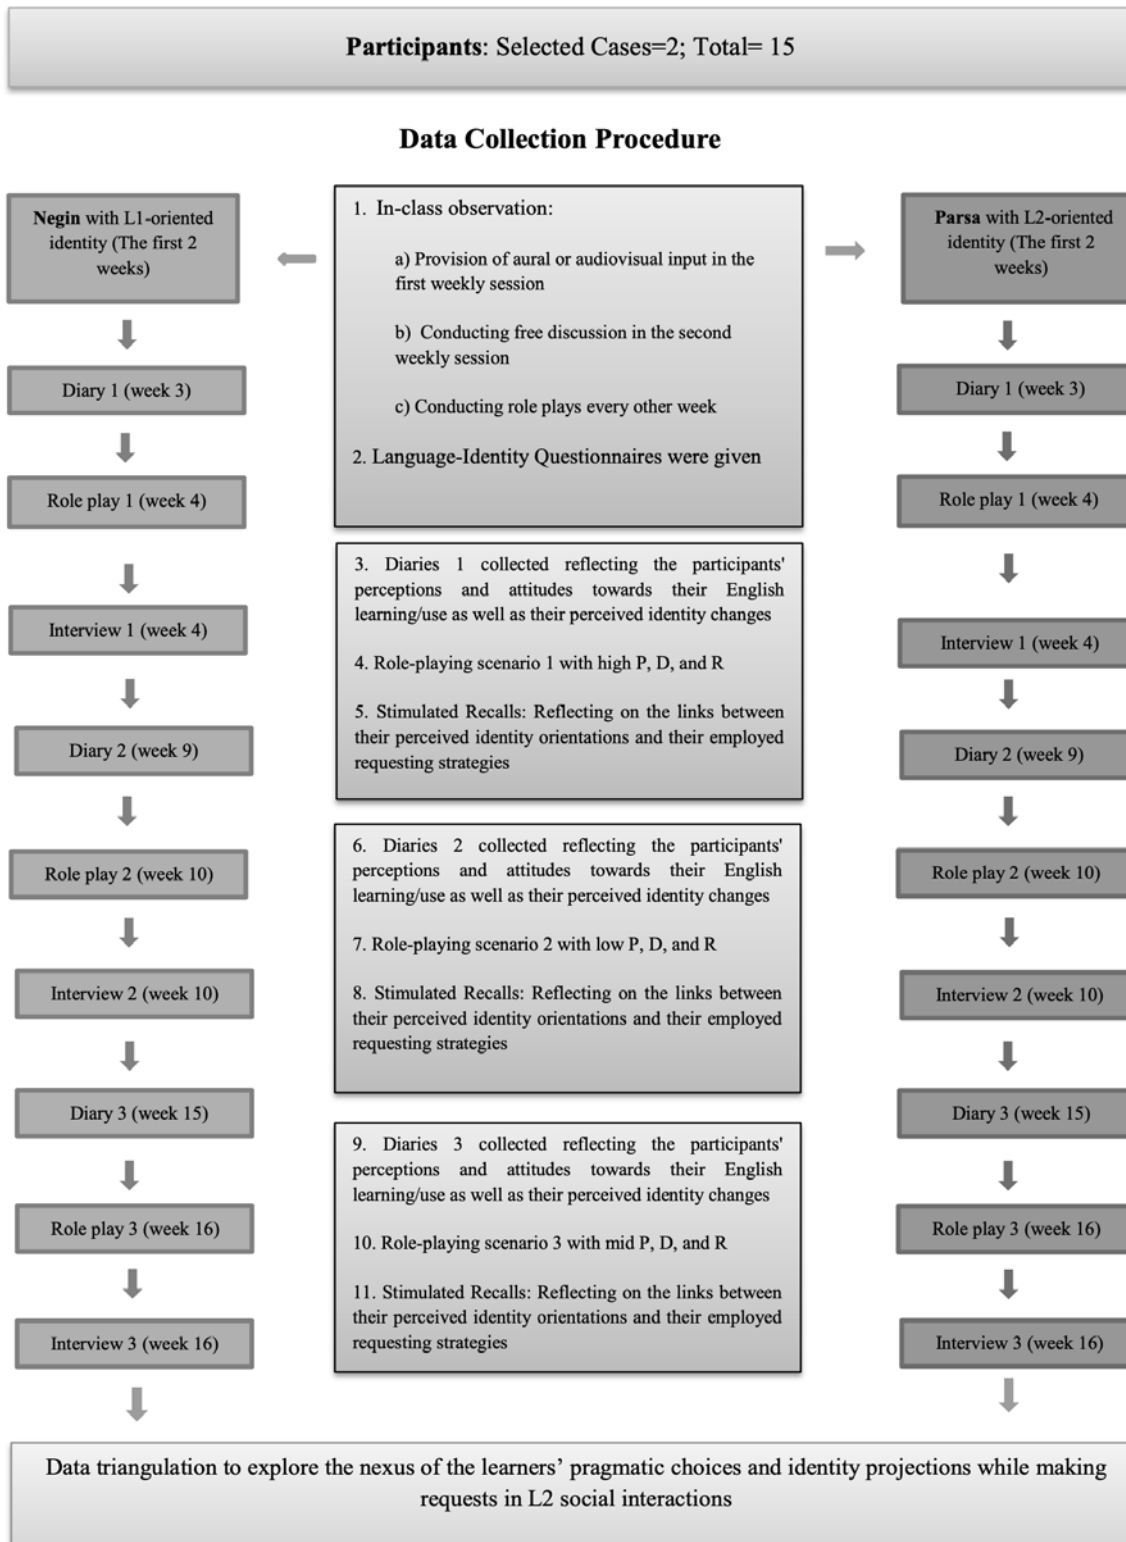 Participants: Selected Cases=2; Total= 15
Data Collection Procedure
Negin with L1-oriented
identity (The first 2
weeks)
Diary 1 (week 3)
Role play 1 (week 4)
Interview 1 (week 4)
Diary 2 (week 9)
Role play 2 (week 10)
Interview 2 (week 10)
Diary 3 (week 15)
Role play 3 (week 16)
Interview 3 (week 16)
1. In-class observation:
a) Provision of aural or audiovisual input in the
first weekly session
b) Conducting free discussion in the second
weekly session
c) Conducting role plays every other week
2. Language-Identity Questionnaires were given
3. Diaries 1 collected reflecting the participants'
perceptions and attitudes towards their English
learning/use as well as their perceived identity changes
4. Role-playing scenario 1 with high P, D, and R
5. Stimulated Recalls: Reflecting on the links between
their perceived identity orientations and their employed
requesting strategies
6. Diaries 2 collected reflecting the participants'
perceptions and attitudes towards their English
learning/use as well as their perceived identity changes
7. Role-playing scenario 2 with low P, D, and R
8. Stimulated Recalls: Reflecting on the links between
their perceived identity orientations and their employed
requesting strategies
9. Diaries 3 collected reflecting the participants'
perceptions and attitudes towards their English
learning/use as well as their perceived identity changes
10. Role-playing scenario 3 with mid P, D, and R
11. Stimulated Recalls: Reflecting on the links between
their perceived identity orientations and their employed
requesting strategies
Parsa with L2-oriented
identity (The first 2
weeks)
Diary 1 (week 3)
Role play 1 (week 4)
Interview 1 (week 4)
Diary 2 (week 9)
Role play 2 (week 10)
Interview 2 (week 10)
Diary 3 (week 15)
Role play 3 (week 16)
Interview 3 (week 16)
Data triangulation to explore the nexus of the learners’ pragmatic choices and identity projections while making
requests in L2 social interactions